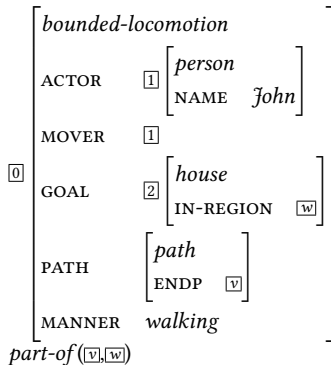 bounded-locomotion
ACTOR 1 person
NAME John
MOVER 1
0
GOAL 2 house
IN-REGION w
PATH path
ENDP v
MANNER walking
part-of(v,w)